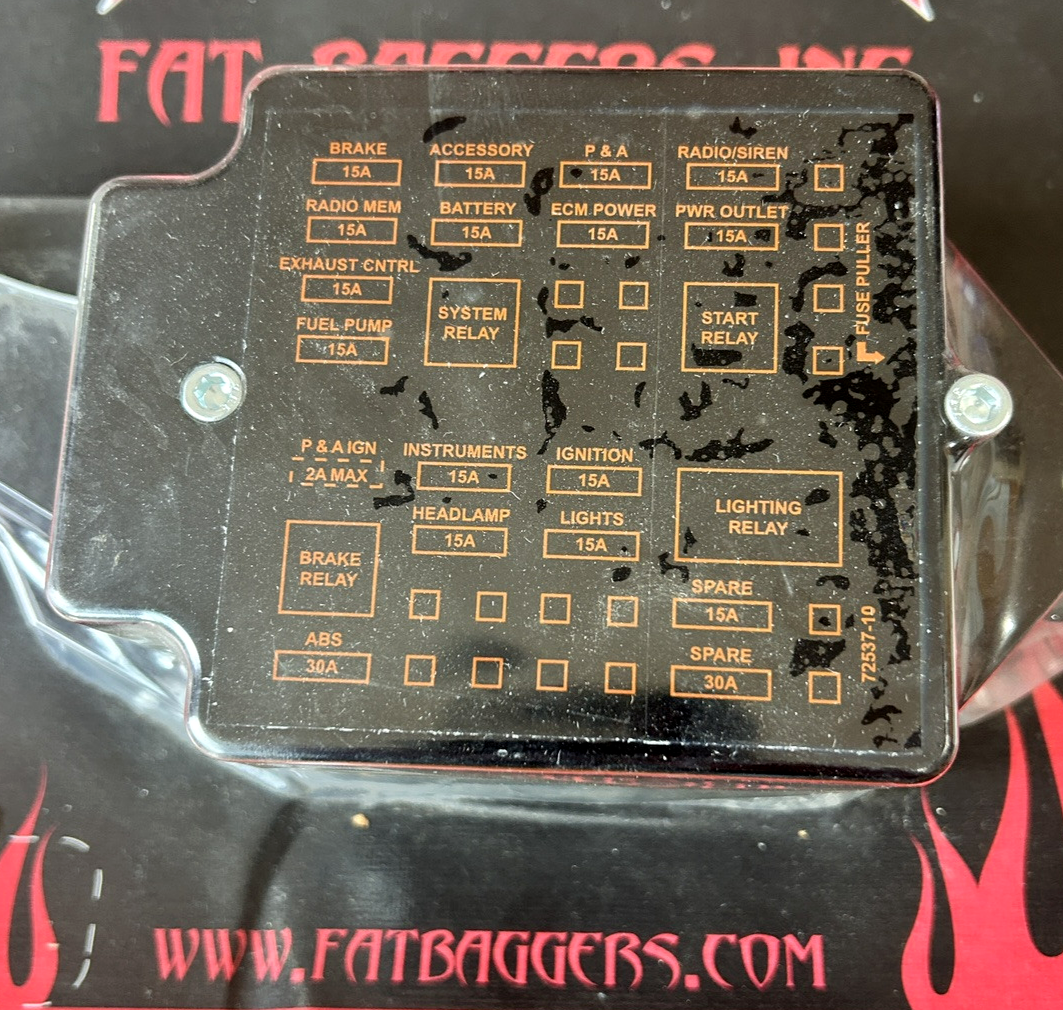 FAT BAGGERS INC
BRAKE
15A
ACCESSORY
15A
P & A
15A
RADIO/SIREN
15A
RADIO MEM
15A
BATTERY
15A
ECM POWER
15A
PWR OUTLET
15A
EXHAUST CNTRL
15A
FUEL PUMP
15A
SYSTEM
RELAY
START
RELAY
FUSE PULLER
P & A IGN
2A MAX
INSTRUMENTS
15A
IGNITION
15A
LIGHTING
RELAY
HEADLAMP
15A
LIGHTS
15A
BRAKE
RELAY
SPARE
15A
ABS
30A
SPARE
30A
72537-10
WWW.FATBAGGERS.COM